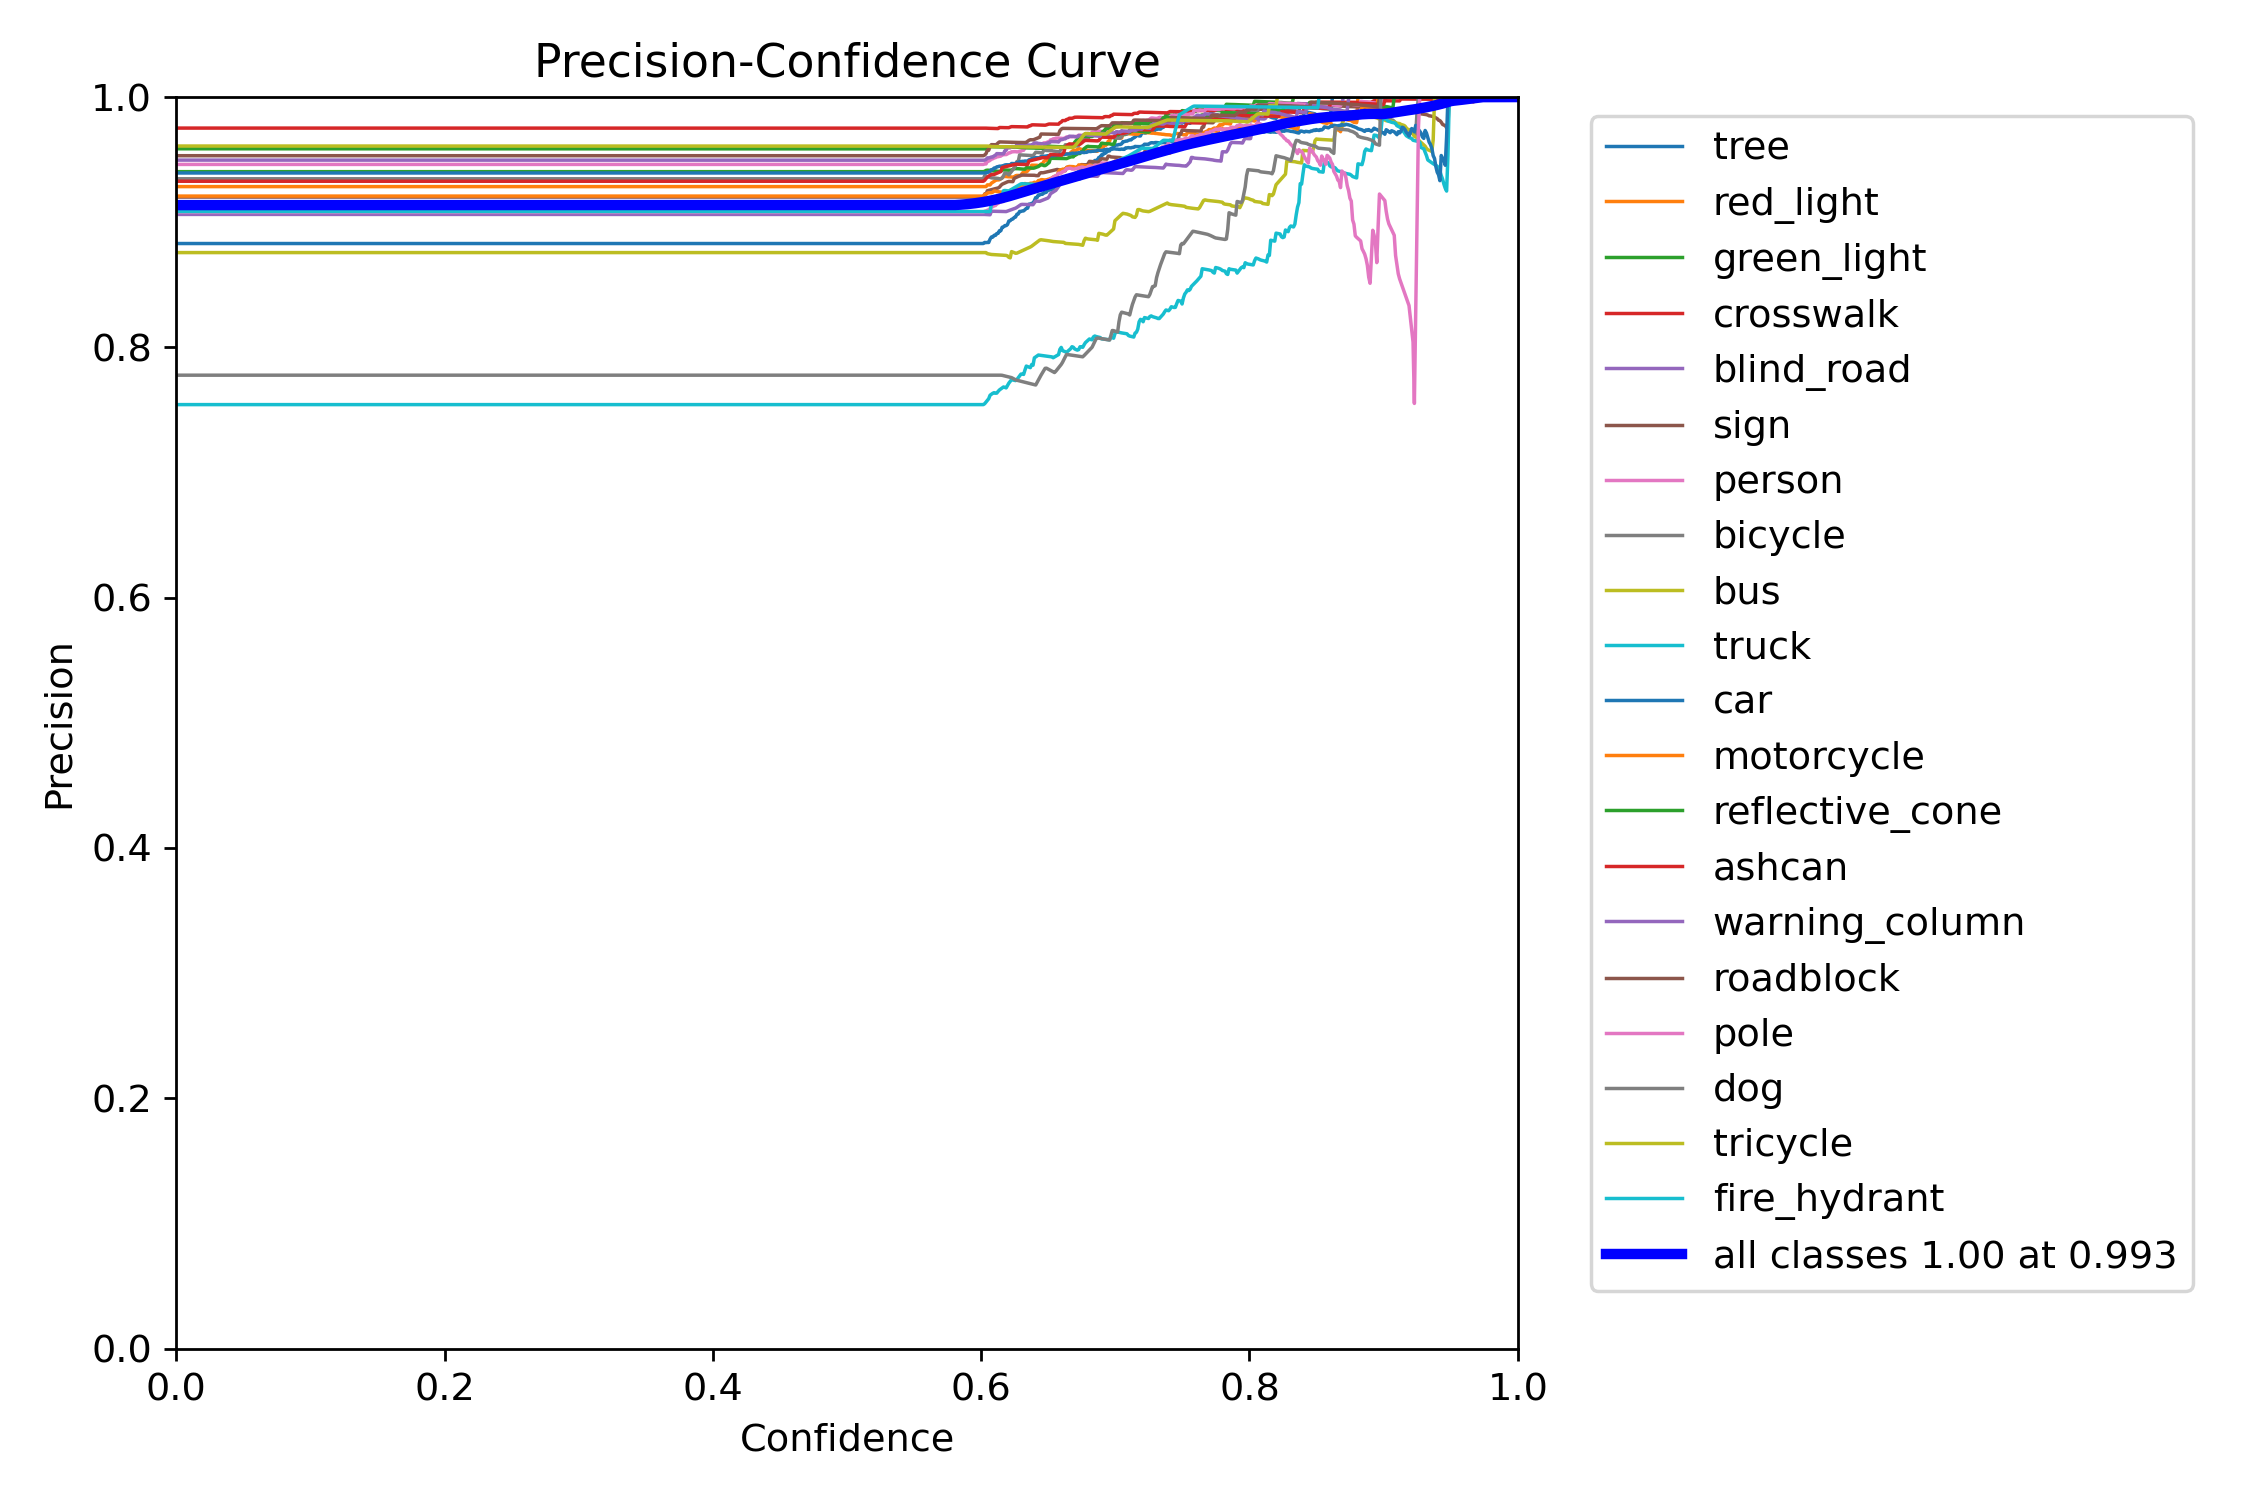 Precision-Confidence Curve
1.0
0.8
0.6
0.4
0.2
0.0
Precision
0.0 0.2 0.4 0.6 0.8 1.0
Confidence
tree
red_light
green_light
crosswalk
blind_road
sign
person
bicycle
bus
truck
car
motorcycle
reflective_cone
ashcan
warning_column
roadblock
pole
dog
tricycle
fire_hydrant
all classes 1.00 at 0.993